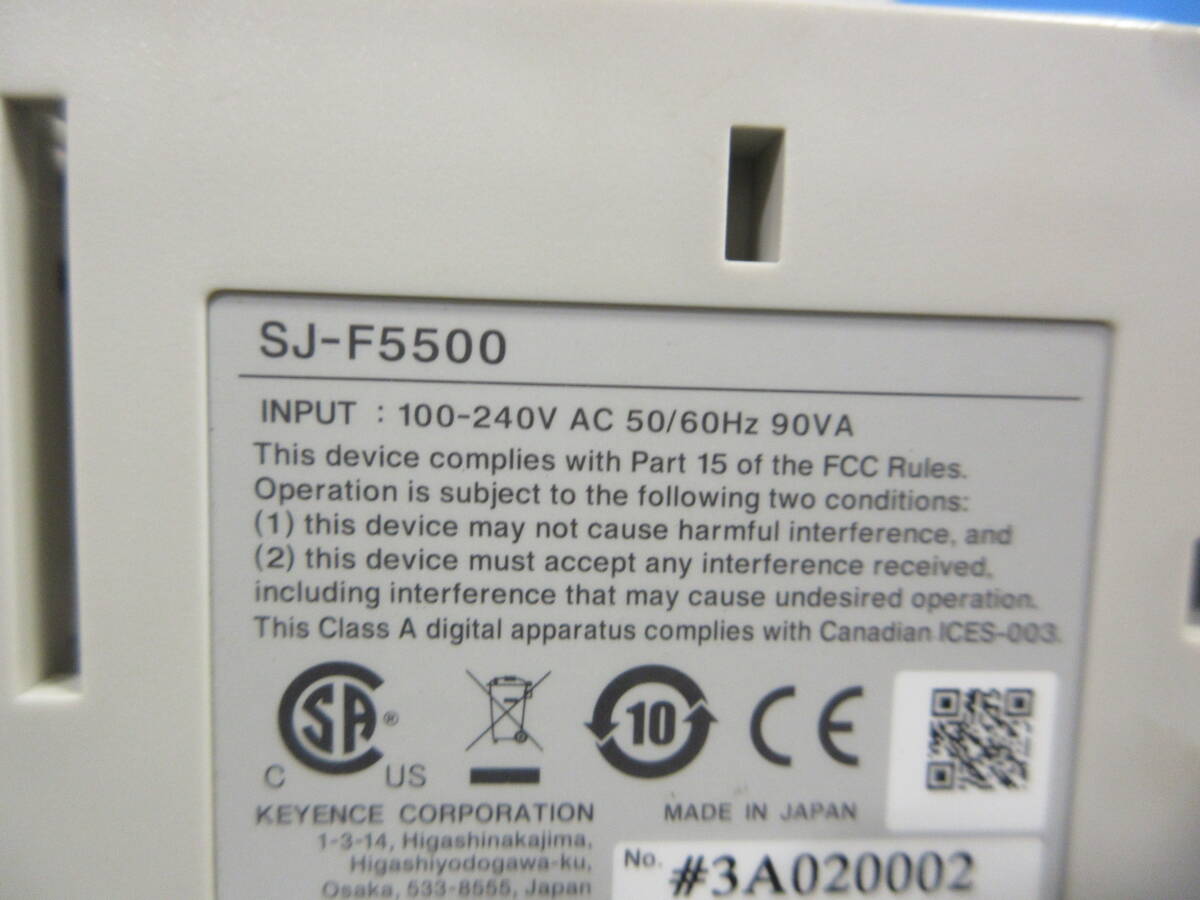 SJ-F5500
INPUT : 100-240V AC 50/60Hz 90VA
This device complies with Part 15 of the FCC Rules.
Operation is subject to the following two conditions:
(1) this device may not cause harmful interference, and
(2) this device must accept any interference received,
including interference that may cause undesired operation.
This Class A digital apparatus complies with Canadian ICES-003.
SA ®
C US
10
CE
KEYENCE CORPORATION
MADE IN JAPAN
1-3-14, Higashinakajima,
Higashiyodogawa-ku,
Osaka, 533-8555, Japan
No. #3A020002